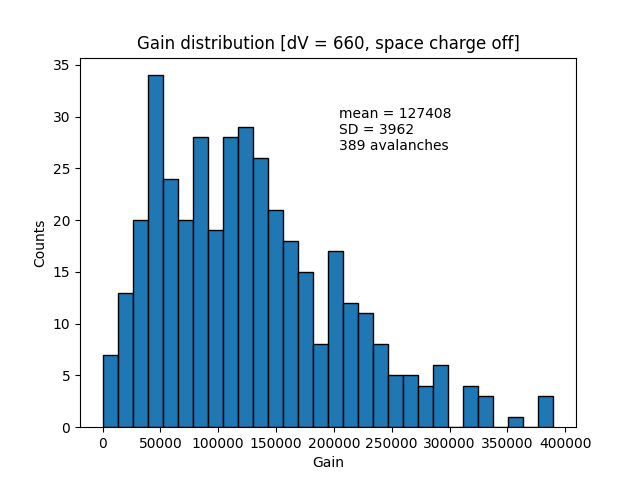 Gain distribution [dV = 660, space charge off]
35
30
25
20
15
10
5
0
Counts
mean = 127408
SD = 3962
389 avalanches
0 50000 100000 150000 200000 250000 300000 350000 400000
Gain